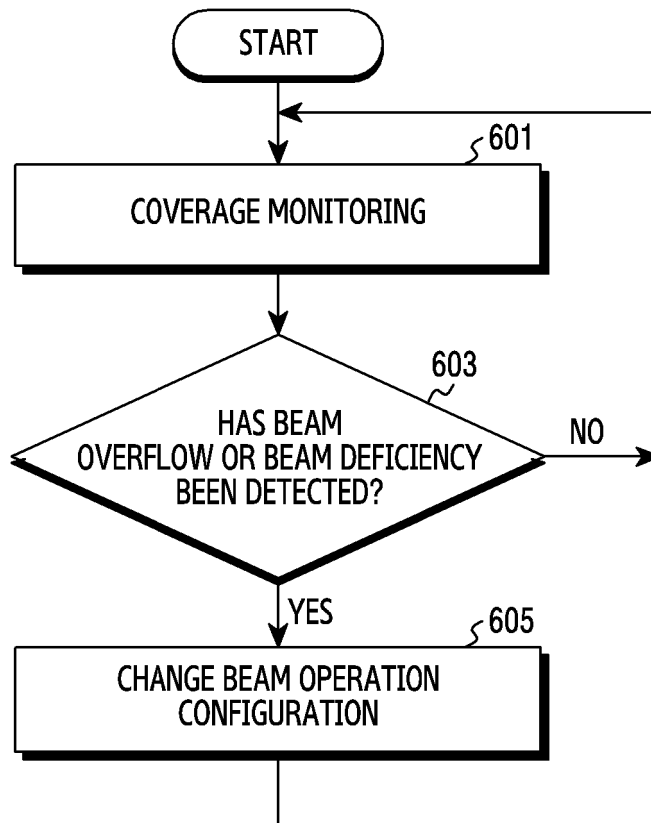 START
601
COVERAGE MONITORING
603
HAS BEAM
OVERFLOW OR BEAM DEFICIENCY
BEEN DETECTED?
NO
YES
605
CHANGE BEAM OPERATION
CONFIGURATION